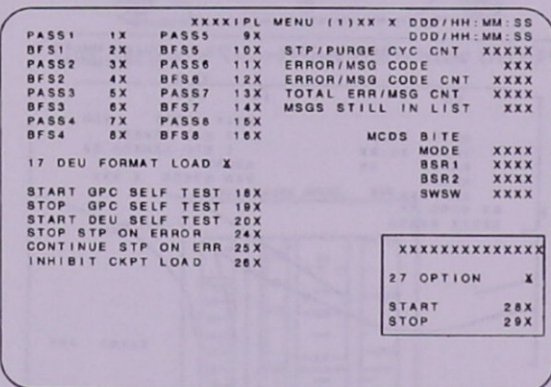 XXXXIPL MENU (1)XX X DDD/HH:MM:SS
DDD/HH:MM:SS
PASS1 1X PASS5 9X
BFS1 2X BFS5 10X
PASS2 3X PASS6 11X
BFS2 4X BFS6 12X
PASS3 5X PASS7 13X
BFS3 6X BFS7 14X
PASS4 7X PASS8 15X
BFS4 8X BFS8 16X
17 DEU FORMAT LOAD X
START GPC SELF TEST 18X
STOP GPC SELF TEST 19X
START DEU SELF TEST 20X
STOP STP ON ERROR 24X
CONTINUE STP ON ERR 25X
INHIBIT CKPT LOAD 26X
STP/PURGE CYC CNT XXXXX
ERROR/MSG CODE XXX
ERROR/MSG CODE CNT XXXX
TOTAL ERR/MSG CNT XXXX
MSGS STILL IN LIST XXX
MCDS BITE
MODE XXXX
BSR1 XXXX
BSR2 XXXX
SWSW XXXX
XXXXXXXXXXXXX
27 OPTION X
START 28X
STOP 29X